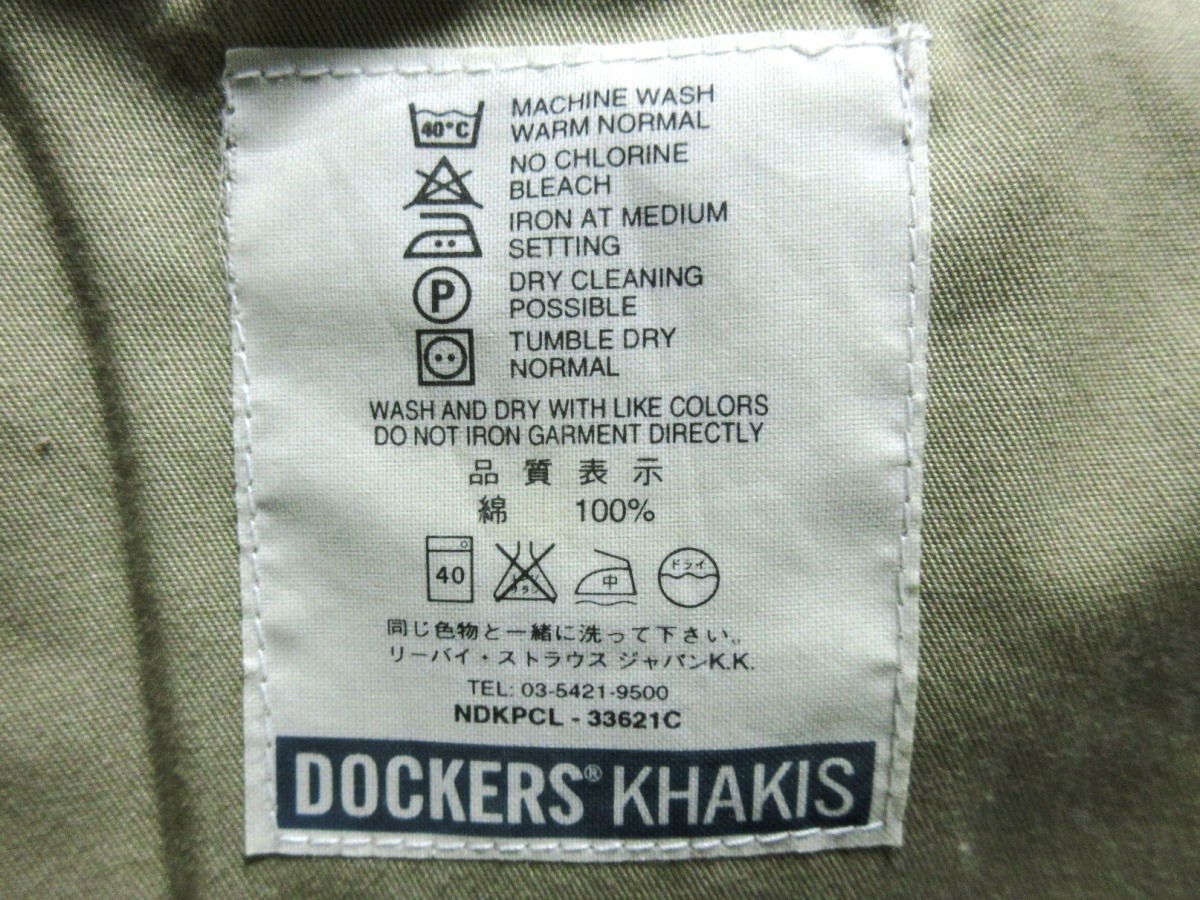 40°C
MACHINE WASH
WARM NORMAL
NO CHLORINE
BLEACH
IRON AT MEDIUM
SETTING
P
DRY CLEANING
POSSIBLE
TUMBLE DRY
NORMAL
WASH AND DRY WITH LIKE COLORS
DO NOT IRON GARMENT DIRECTLY
品質表示
綿 100%
40 中 ドライ
同じ色物と一緒に洗って下さい。
リーバイ・ストラウス ジャパンK.K.
TEL: 03-5421-9500
NDKPCL - 33621C
DOCKERS® KHAKIS